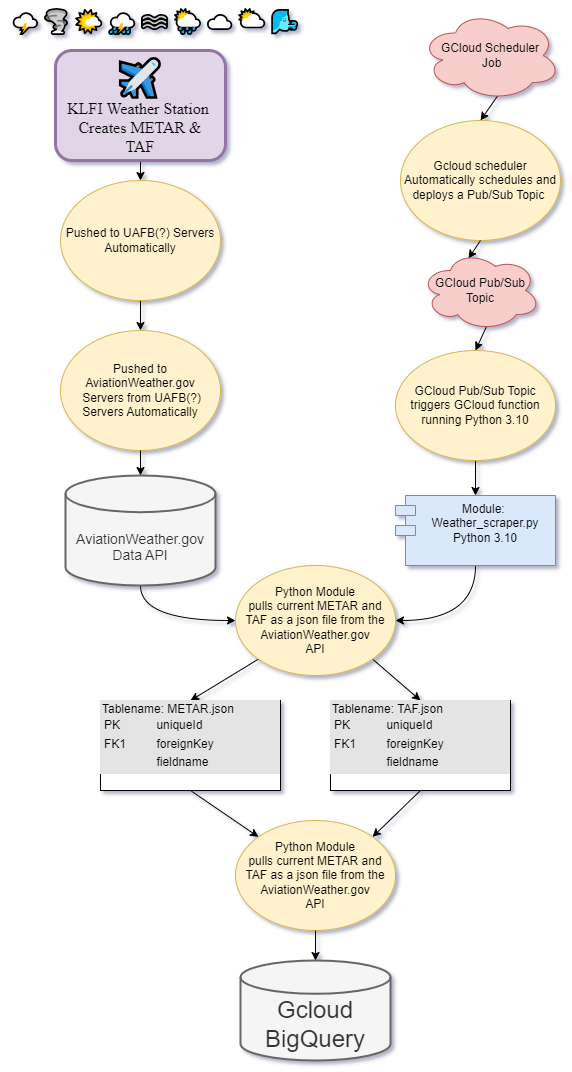 KLFI Weather Station
Creates METAR &
TAF
Pushed to UAFB(?) Servers
Automatically
Pushed to
AviationWeather.gov
Servers from UAFB(?)
Servers Automatically
AviationWeather.gov
Data API
GCloud Scheduler
Job
Gcloud scheduler
Automatically schedules and
deploys a Pub/Sub Topic
GCloud Pub/Sub
Topic
GCloud Pub/Sub Topic
triggers GCloud function
running Python 3.10
Module:
Weather_scraper.py
Python 3.10
Python Module
pulls current METAR and
TAF as a json file from the
AviationWeather.gov
API
Tablename: METAR.json
PK uniqueId
FK1 foreignKey
fieldname
Tablename: TAF.json
PK uniqueId
FK1 foreignKey
fieldname
Python Module
pulls current METAR and
TAF as a json file from the
AviationWeather.gov
API
Gcloud
BigQuery